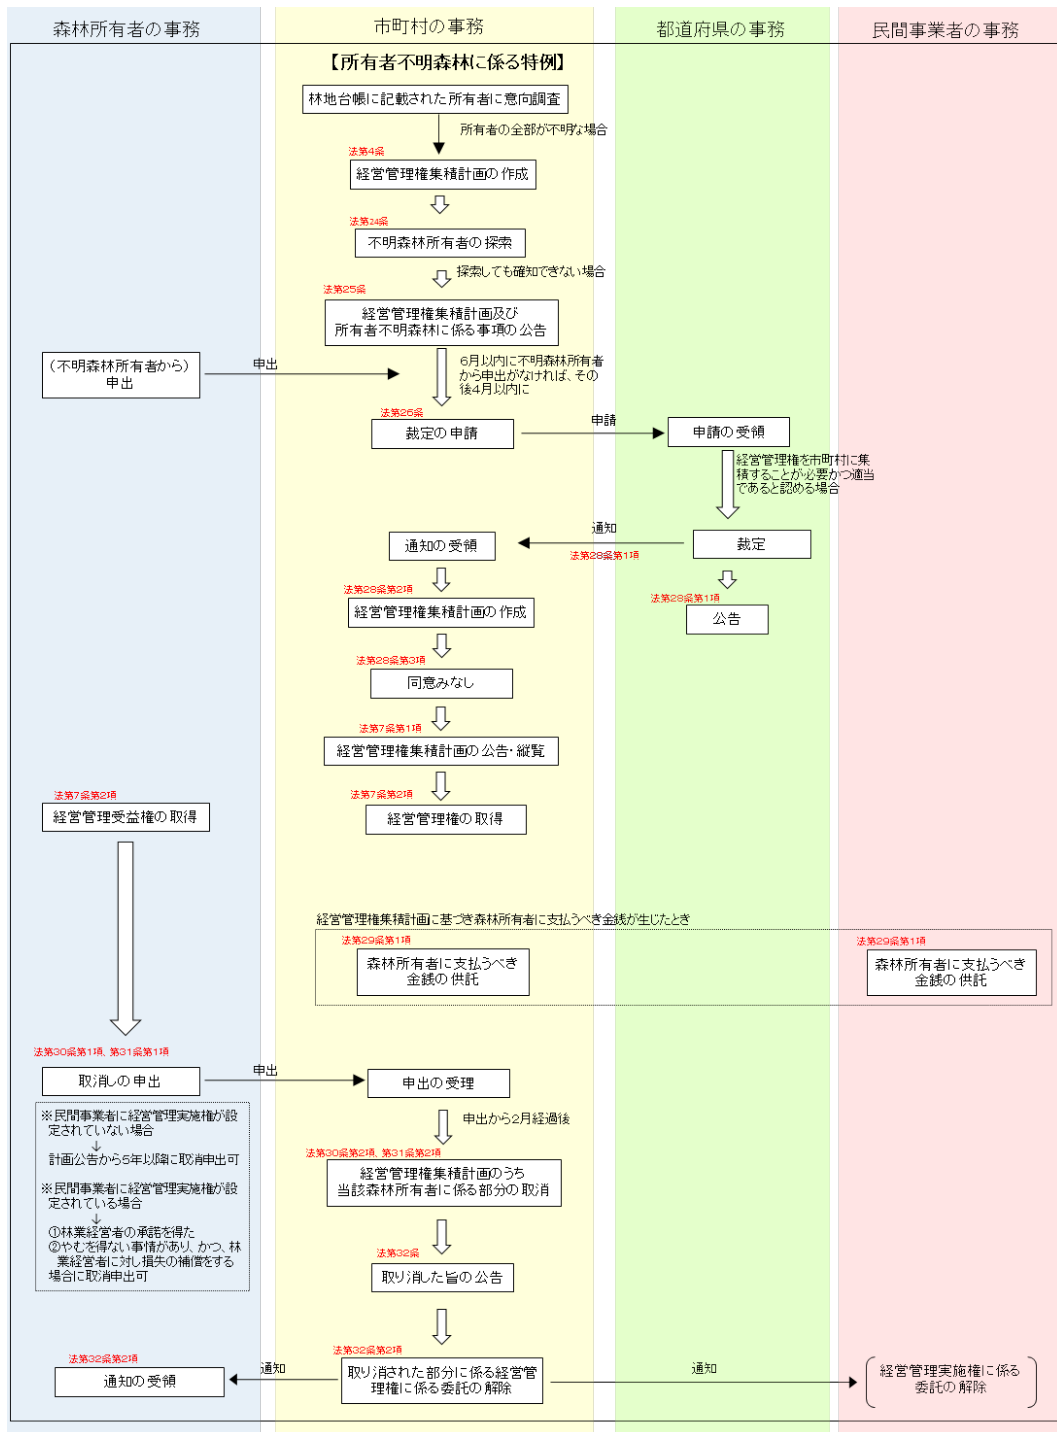 森林所有者の事務
市町村の事務
都道府県の事務
民間事業者の事務
【所有者不明森林に係る特例】
林地台帳に記載された所有者に意向調査
所有者の全部が不明な場合
法第4条
経営管理権集積計画の作成
法第24条
不明森林所有者の探索
探索しても確知できない場合
法第25条
経営管理権集積計画及び
所有者不明森林に係る事項の公告
（不明森林所有者から）
申出
申出
6月以内に不明森林所有者
から申出がなければ、その
後4月以内に
法第26条
裁定の申請
申請
申請の受領
経営管理権を市町村に集
積することが必要かつ適当
であると認める場合
裁定
通知
法第28条第1項
通知の受領
法第28条第1項
公告
法第28条第2項
経営管理権集積計画の作成
法第28条第3項
同意みなし
法第7条第1項
経営管理権集積計画の公告・縦覧
法第7条第2項
経営管理権の取得
法第7条第2項
経営管理受益権の取得
経営管理権集積計画に基づき森林所有者に支払うべき金銭が生じたとき
法第29条第1項
森林所有者に支払うべき
金銭の供託
法第29条第1項
森林所有者に支払うべき
金銭の供託
法第30条第1項、第31条第1項
取消しの申出
申出
申出の受理
※民間事業者に経営管理実施権が設
定されていない場合
↓
計画公告から5年以降に取消申出可
※民間事業者に経営管理実施権が設
定されている場合
↓
①林業経営者の承諾を得た
②やむを得ない事情があり、かつ、林
業経営者に対し損失の補償をする
場合に取消申出可
申出から2月経過後
法第30条第2項、第31条第2項
経営管理権集積計画のうち
当該森林所有者に係る部分の取消
法第32条
取り消した旨の公告
法第32条第2項
取り消された部分に係る経営管
理権に係る委託の解除
通知
法第32条第2項
通知の受領
通知
経営管理実施権に係る
委託の解除